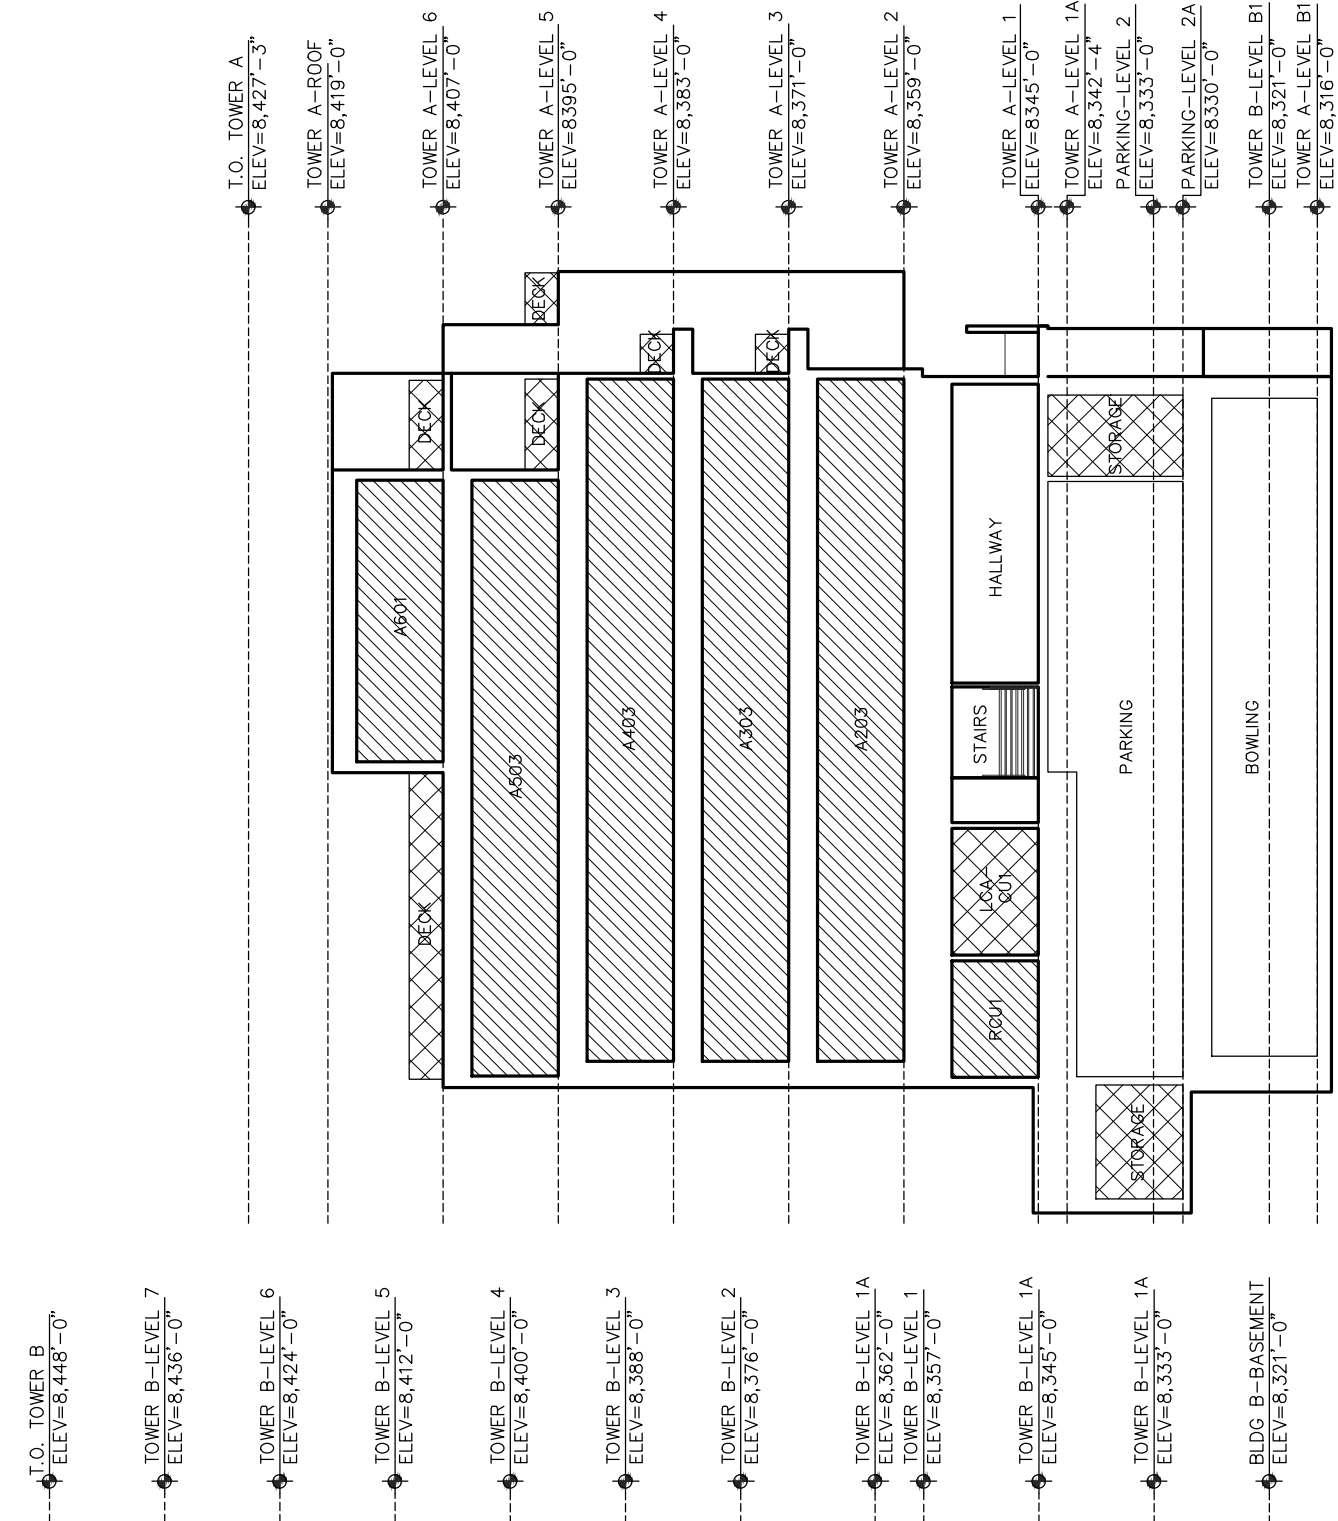 T.O. TOWER A
ELEV=8,427'-3"
TOWER A-ROOF
ELEV=8,419'-0"
TOWER A-LEVEL 6
ELEV=8,407'-0"
TOWER A-LEVEL 5
ELEV=8395'-0"
TOWER A-LEVEL 4
ELEV=8,383'-0"
TOWER A-LEVEL 3
ELEV=8,371'-0"
TOWER A-LEVEL 2
ELEV=8,359'-0"
TOWER A-LEVEL 1
ELEV=8345'-0"
TOWER A-LEVEL 1A
ELEV=8,342'-4"
PARKING-LEVEL 2
ELEV=8,333'-0"
PARKING-LEVEL 2A
ELEV=8330'-0"
TOWER B-LEVEL B1
ELEV=8,321'-0"
TOWER A-LEVEL B1
ELEV=8,316'-0"
DECK
A601
DECK
DECK
DECK
A503
DECK
A403
DECK
A303
A203
HALLWAY
STAIRS
LCA-
CU1
RCU1
STORAGE
PARKING
STORAGE
BOWLING
T.O. TOWER B
ELEV=8,448'-0"
TOWER B-LEVEL 7
ELEV=8,436'-0"
TOWER B-LEVEL 6
ELEV=8,424'-0"
TOWER B-LEVEL 5
ELEV=8,412'-0"
TOWER B-LEVEL 4
ELEV=8,400'-0"
TOWER B-LEVEL 3
ELEV=8,388'-0"
TOWER B-LEVEL 2
ELEV=8,376'-0"
TOWER B-LEVEL 1A
ELEV=8,362'-0"
TOWER B-LEVEL 1
ELEV=8,357'-0"
TOWER B-LEVEL 1A
ELEV=8,345'-0"
TOWER B-LEVEL 1A
ELEV=8,333'-0"
BLDG B-BASEMENT
ELEV=8,321'-0"